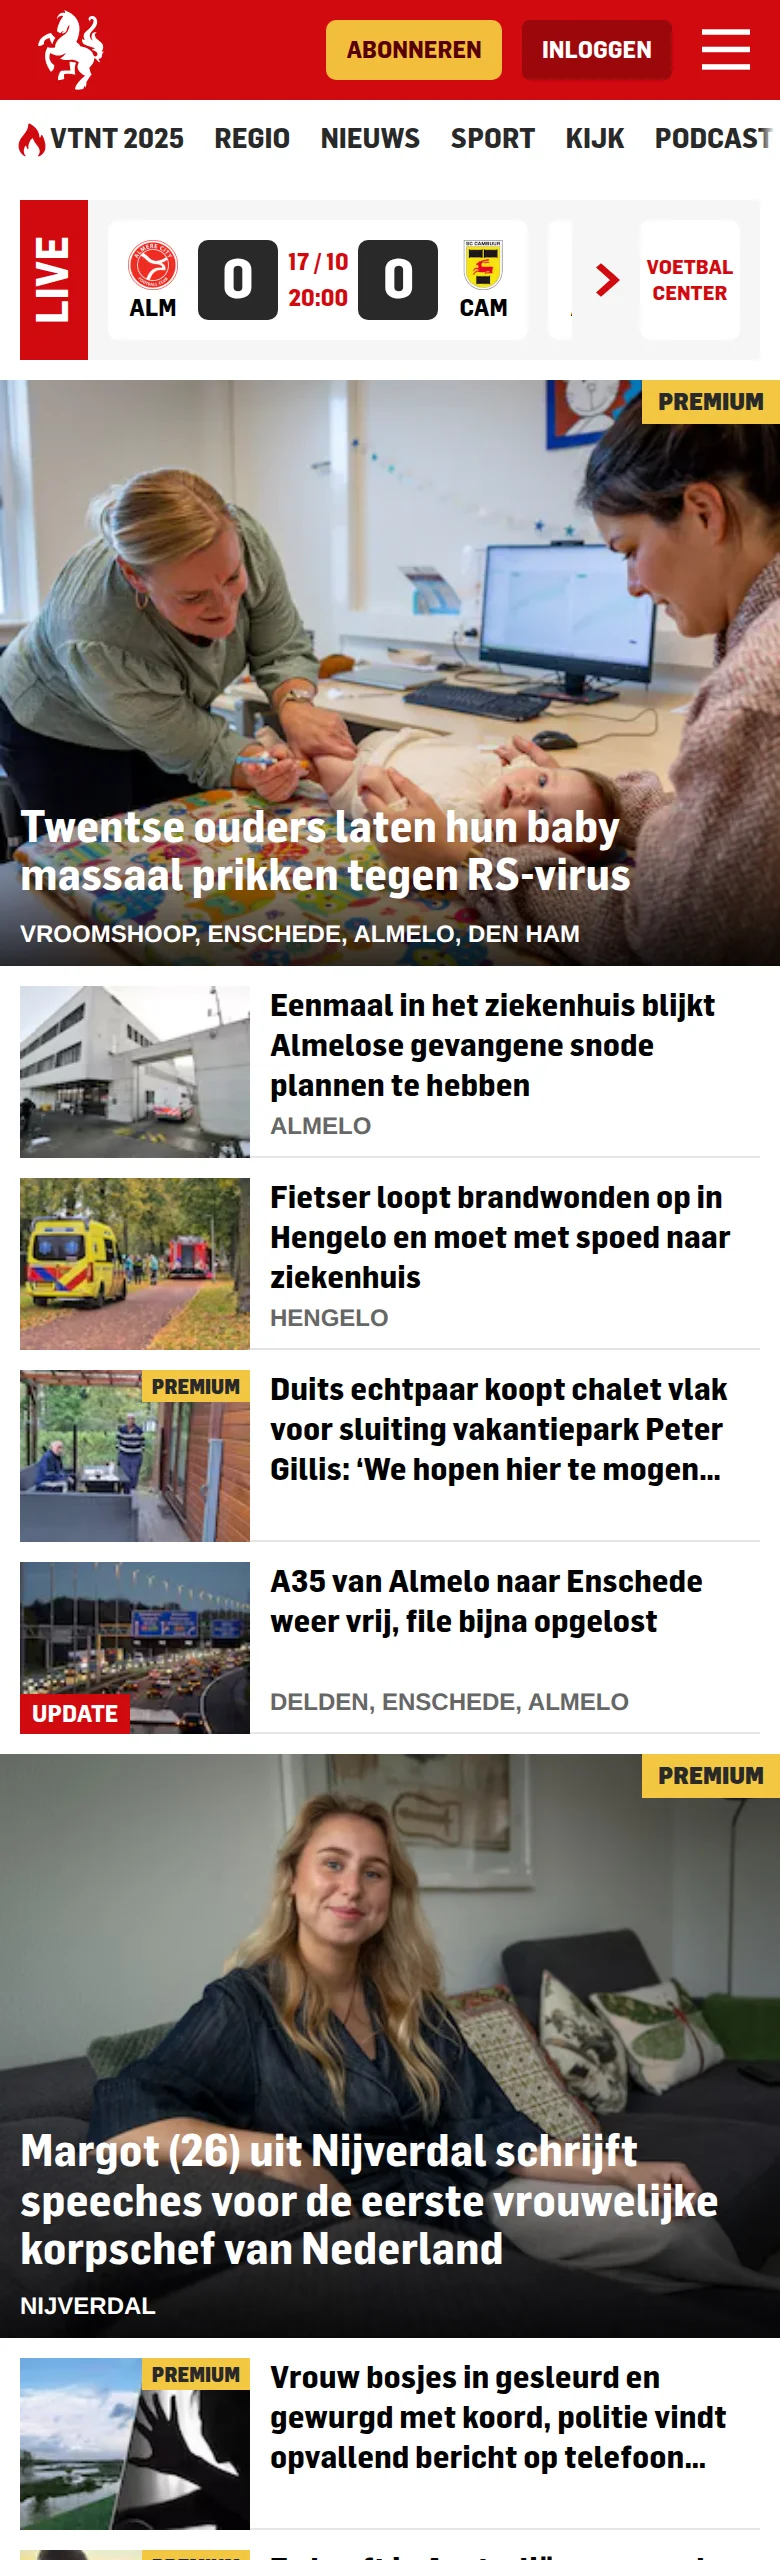 ABONNEREN
INLOGGEN
VTNT 2025 REGIO NIEUWS SPORT KIJK PODCAST
LIVE
ALM
0
17 / 10
20:00
0
CAM
VOETBAL
CENTER
PREMIUM
Twentse ouders laten hun baby
massaal prikken tegen RS-virus
VROOMSHOOP, ENSCHEDE, ALMELO, DEN HAM
Eenmaal in het ziekenhuis blijkt
Almelose gevangene snode
plannen te hebben
ALMELO
Fietser loopt brandwonden op in
Hengelo en moet met spoed naar
ziekenhuis
HENGELO
PREMIUM
Duits echtpaar koopt chalet vlak
voor sluiting vakantiepark Peter
Gillis: ‘We hopen hier te mogen...
A35 van Almelo naar Enschede
weer vrij, file bijna opgelost
UPDATE
DELDEN, ENSCHEDE, ALMELO
PREMIUM
Margot (26) uit Nijverdal schrijft
speeches voor de eerste vrouwelijke
korpschef van Nederland
NIJVERDAL
PREMIUM
Vrouw bosjes in gesleurd en
gewurgd met koord, politie vindt
opvallend bericht op telefoon...